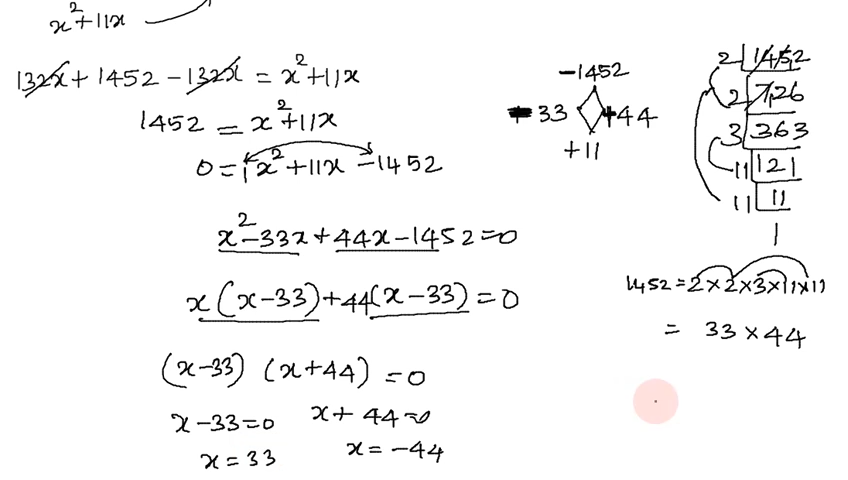 x²+11x
132x + 1452 - 132x = x²+11x
1452 = x²+11x
0 = 1x²+11x -1452
x²-33x+44x-1452=0
x(x-33)+44(x-33)=0
(x-33) (x+44) =0
x-33=0 x+44=0
x=33 x=-44
-1452
-33 +44
+11
2 1452
2 726
3 363
11 121
11 11
1
1452=2×2×3×11×11
= 33×44